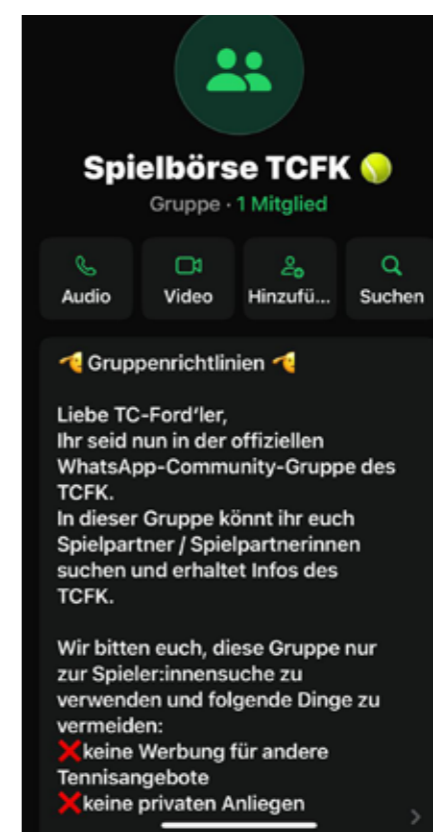 Spielbörse TCFK 🎾
Gruppe · 1 Mitglied
Audio Video Hinzufü... Suchen
🫡 Gruppenrichtlinien 🫡
Liebe TC-Ford‘ler,
Ihr seid nun in der offiziellen
WhatsApp-Community-Gruppe des
TCFK.
In dieser Gruppe könnt ihr euch
Spielpartner / Spielpartnerinnen
suchen und erhaltet Infos des
TCFK.
Wir bitten euch, diese Gruppe nur
zur Spieler:innensuche zu
verwenden und folgende Dinge zu
vermeiden:
❌keine Werbung für andere
Tennisangebote
❌keine privaten Anliegen